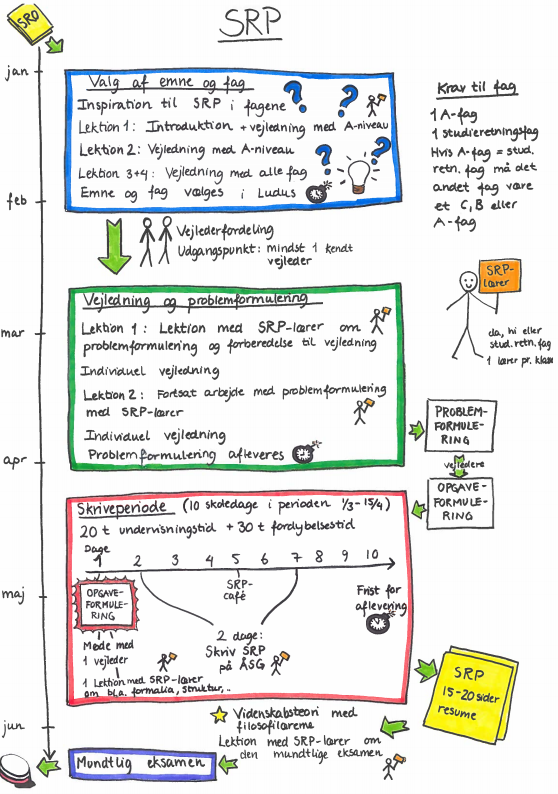 SRO
SRP
jan
Valg af emne og fag
Inspiration til SRP i fagene
Lektion 1: Introduktion + vejledning med A-niveau
Lektion 2: Vejledning med A-niveau
Lektion 3+4: Vejledning med alle fag
Emne og fag vælges i Ludus
? ? ? ?
Krav til fag
1 A-fag
1 studieretningsfag
Hvis A-fag = stud.
retn. fag må det
andet fag være
et C, B eller
A-fag
feb
Vejlederfordeling
Udgangspunkt: mindst 1 kendt
vejleder
SRP-
lærer
da, hi eller
stud.retn.fag
1 lærer pr. klasse
Vejledning og problemformulering
Lektion 1: Lektion med SRP-lærer om
problemformulering og forberedelse til vejledning
Individuel vejledning
Lektion 2: Fortsat arbejde med problemformulering
med SRP-lærer
Individuel vejledning
Problemformulering afleveres
mar
apr
PROBLEM-
FORMULE-
RING
vejledere
OPGAVE-
FORMULE-
RING
Skriveperiode (10 skoledage i perioden 1/3-15/4)
20 t undervisningstid + 30 t fordybelsestid
Dage
1 2 3 4 5 6 7 8 9 10
OPGAVE-
FORMULE-
RING
SRP-
café
Frist for
aflevering
maj
Møde med
1 vejleder
2 dage:
Skriv SRP
på ÅSG
1 Lektion med SRP-lærer
om bl.a. formalia, struktur,..
SRP
15-20 sider
resume
jun
Videnskabsteori med
filosofilærerne
Lektion med SRP-lærer om
den mundtlige eksamen
Mundtlig eksamen